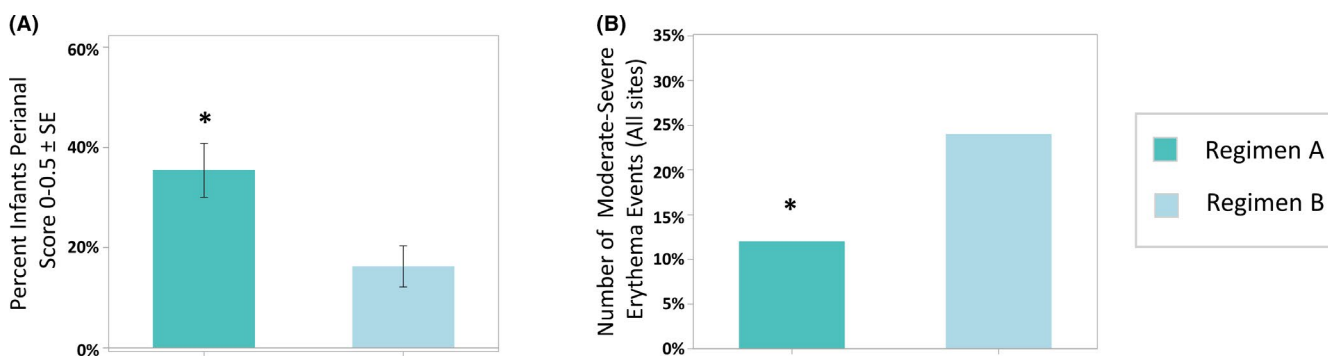 (A)
Percent Infants Perianal
Score 0-0.5 ± SE
60%
40%
20%
0%
*
(B)
Number of Moderate-Severe
Erythema Events (All sites)
35%
30%
25%
20%
15%
10%
5%
0%
*
Regimen A
Regimen B